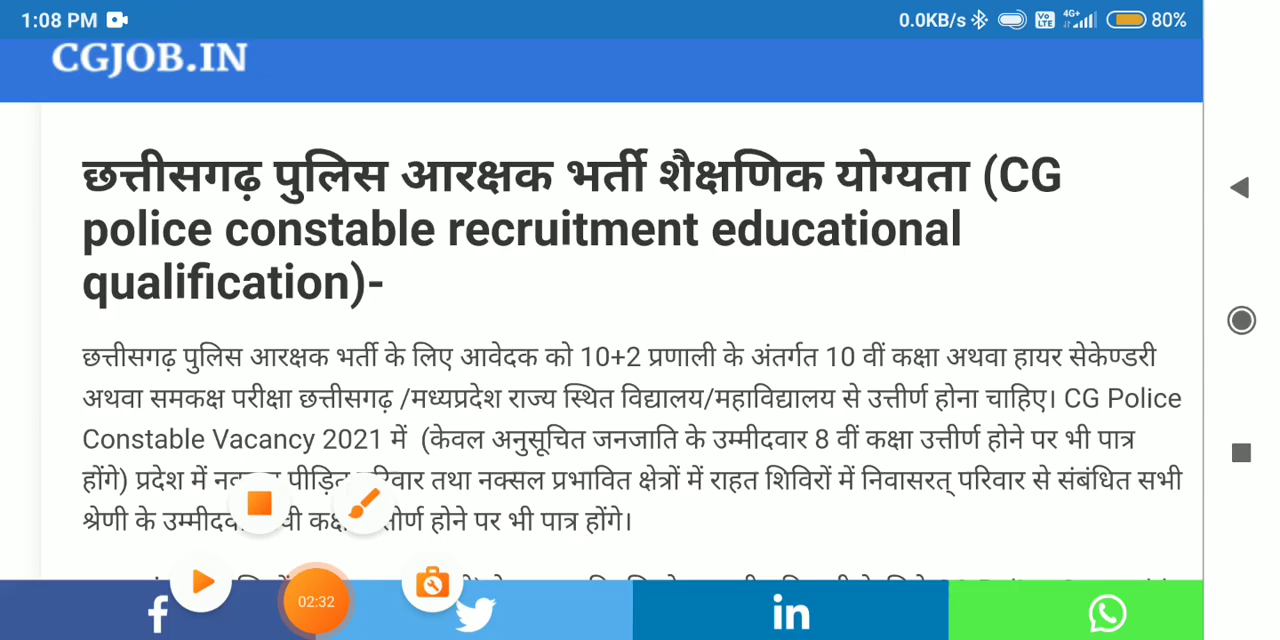 1:08 PM
0.0KB/s
Vo LTE
4G+
80%
CGJOB.IN
छत्तीसगढ़ पुलिस आरक्षक भर्ती शैक्षणिक योग्यता (CG
police constable recruitment educational
qualification)-
छत्तीसगढ़ पुलिस आरक्षक भर्ती के लिए आवेदक को 10+2 प्रणाली के अंतर्गत 10 वीं कक्षा अथवा हायर सेकेण्डरी
अथवा समकक्ष परीक्षा छत्तीसगढ़ /मध्यप्रदेश राज्य स्थित विद्यालय/महाविद्यालय से उत्तीर्ण होना चाहिए। CG Police
Constable Vacancy 2021 में (केवल अनुसूचित जनजाति के उम्मीदवार 8 वीं कक्षा उत्तीर्ण होने पर भी पात्र
होंगे) प्रदेश में तथा नक्सल प्रभावित क्षेत्रों में राहत शिविरों में निवासरत् परिवार से संबंधित सभी
श्रेणी के होने पर भी पात्र होंगे।
02:32